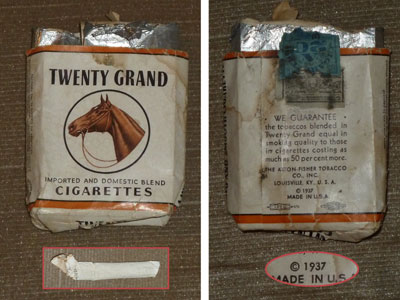 TWENTY GRAND
IMPORTED AND DOMESTIC BLEND
CIGARETTES
WE GUARANTEE
the tobaccos blended in
Twenty Grand equal in
smoking quality to those
in cigarettes costing as
much as 50 per cent more.
THE AXTON-FISHER TOBACCO
CO., INC.
LOUISVILLE, KY. U.S.A.
© 1937
MADE IN U.S.A.
© 1937
MADE IN U.S.A